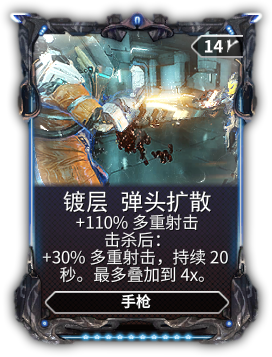 14
镀层 弹头扩散
+110% 多重射击
击杀后：
+30% 多重射击，持续 20
秒。最多叠加到 4x。
手枪